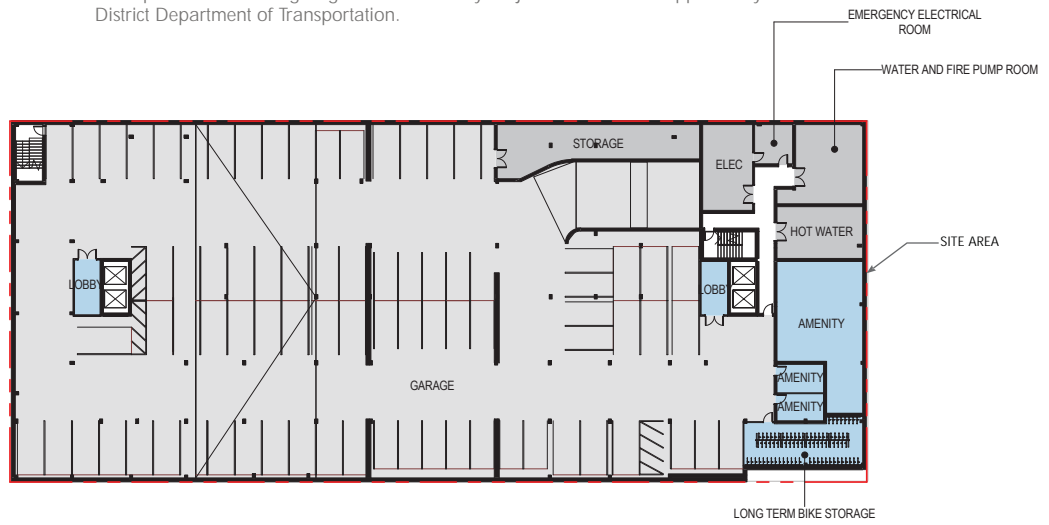 District Department of Transportation.
EMERGENCY ELECTRICAL
ROOM
WATER AND FIRE PUMP ROOM
STORAGE
ELEC
HOT WATER
SITE AREA
LOBBY
LOBBY
AMENITY
GARAGE
AMENITY
AMENITY
LONG TERM BIKE STORAGE